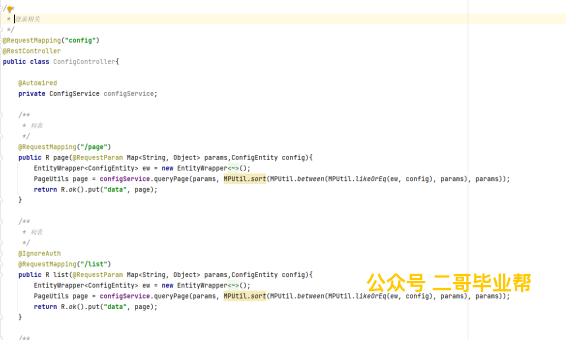 /**
 * 登录相关
 */
@RequestMapping("config")
@RestController
public class ConfigController{
@Autowired
private ConfigService configService;
/**
 * 列表
 */
@RequestMapping("/page")
public R page(@RequestParam Map<String, Object> params,ConfigEntity config){
EntityWrapper<ConfigEntity> ew = new EntityWrapper<~>();
PageUtils page = configService.queryPage(params, MPUtil.sort(MPUtil.between(MPUtil.likeOrEq(ew, config), params), params));
return R.ok().put("data", page);
}
/**
 * 列表
 */
@IgnoreAuth
@RequestMapping("/list")
public R list(@RequestParam Map<String, Object> params,ConfigEntity config){
EntityWrapper<ConfigEntity> ew = new EntityWrapper<~>();
PageUtils page = configService.queryPage(params, MPUtil.sort(MPUtil.between(MPUtil.likeOrEq(ew, config), params), params));
return R.ok().put("data", page);
}
/**
公众号 二哥毕业帮